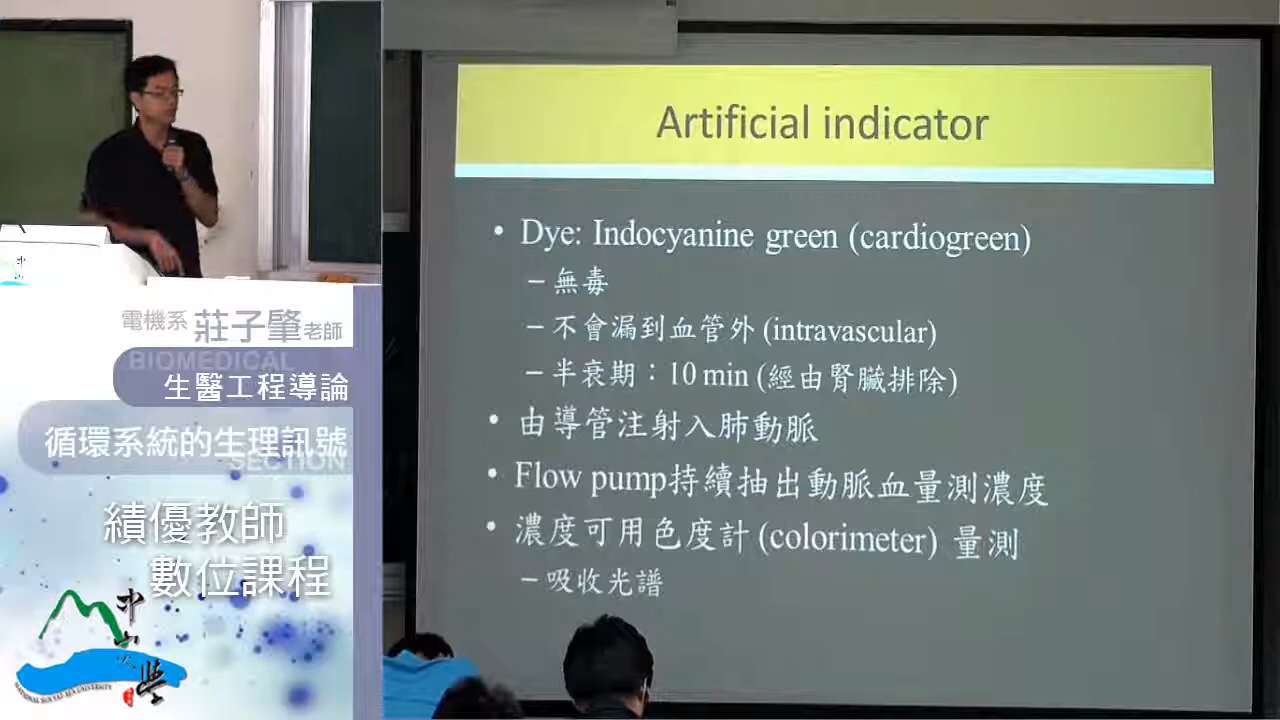 Artificial indicator
• Dye: Indocyanine green (cardiogreen)
– 無毒
– 不會漏到血管外 (intravascular)
– 半衰期：10 min (經由腎臟排除)
• 由導管注射入肺動脈
• Flow pump持續抽出動脈血量測濃度
• 濃度可用色度計 (colorimeter) 量測
– 吸收光譜
電機系 莊子肇老師
BIOMEDICAL
生醫工程導論
循環系統的生理訊號
SECTION
績優教師
數位課程
中山大學
NATIONAL SUN YAT-SEN UNIVERSITY